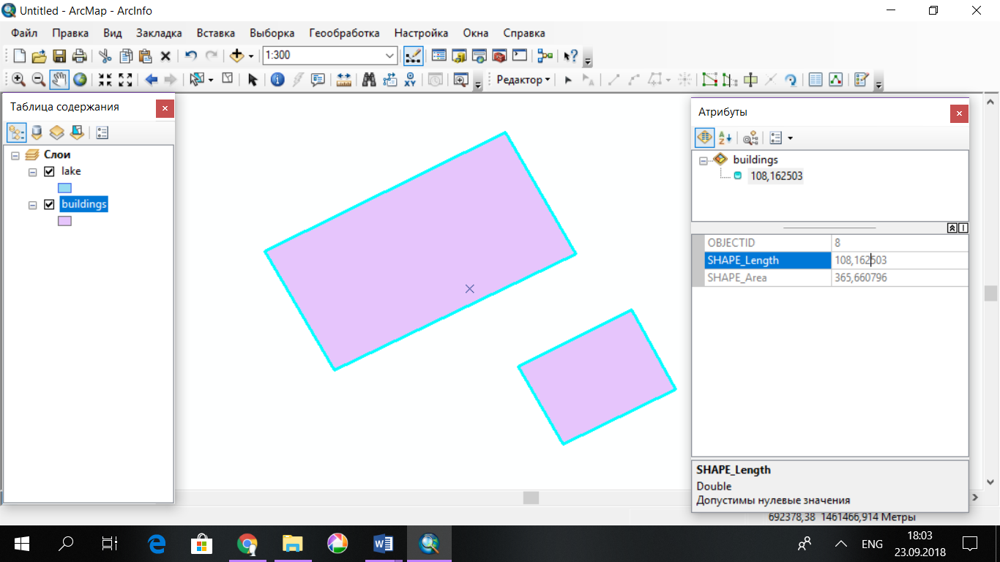 Untitled - ArcMap - ArcInfo
Файл Правка Вид Закладка Вставка Выборка Геообработка Настройка Окна Справка
1:300
XY Редактор
Таблица содержания
Слои
lake
buildings
Атрибуты
AZ
buildings
108,162503
OBJECTID 8
SHAPE_Length 108,162503
SHAPE_Area 365,660796
SHAPE_Length
Double
Допустимы нулевые значения
692378,38 1461466,914 Метры
ENG
18:03
23.09.2018